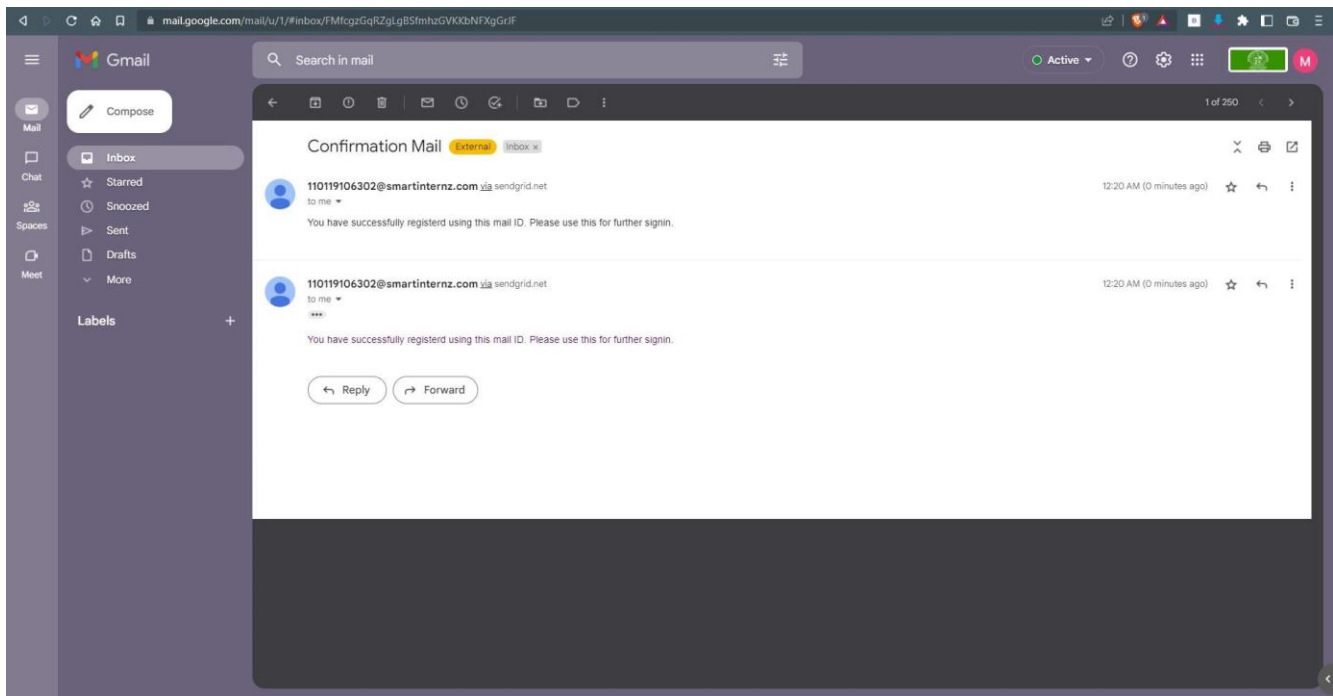 mail.google.com/mail/u/1/#inbox/FMfcgzGqRZgLgBSfmhzGVKKbNFXgGrJF
Gmail
Search in mail
Active
M
Compose
1 of 250
Mail
Chat
Spaces
Meet
Inbox
Starred
Snoozed
Sent
Drafts
More
Labels
Confirmation Mail External Inbox x
110119106302@smartinternz.com via sendgrid.net
12:20 AM (0 minutes ago)
to me
You have successfully registerd using this mail ID. Please use this for further signin.
110119106302@smartinternz.com via sendgrid.net
12:20 AM (0 minutes ago)
to me
You have successfully registerd using this mail ID. Please use this for further signin.
Reply Forward